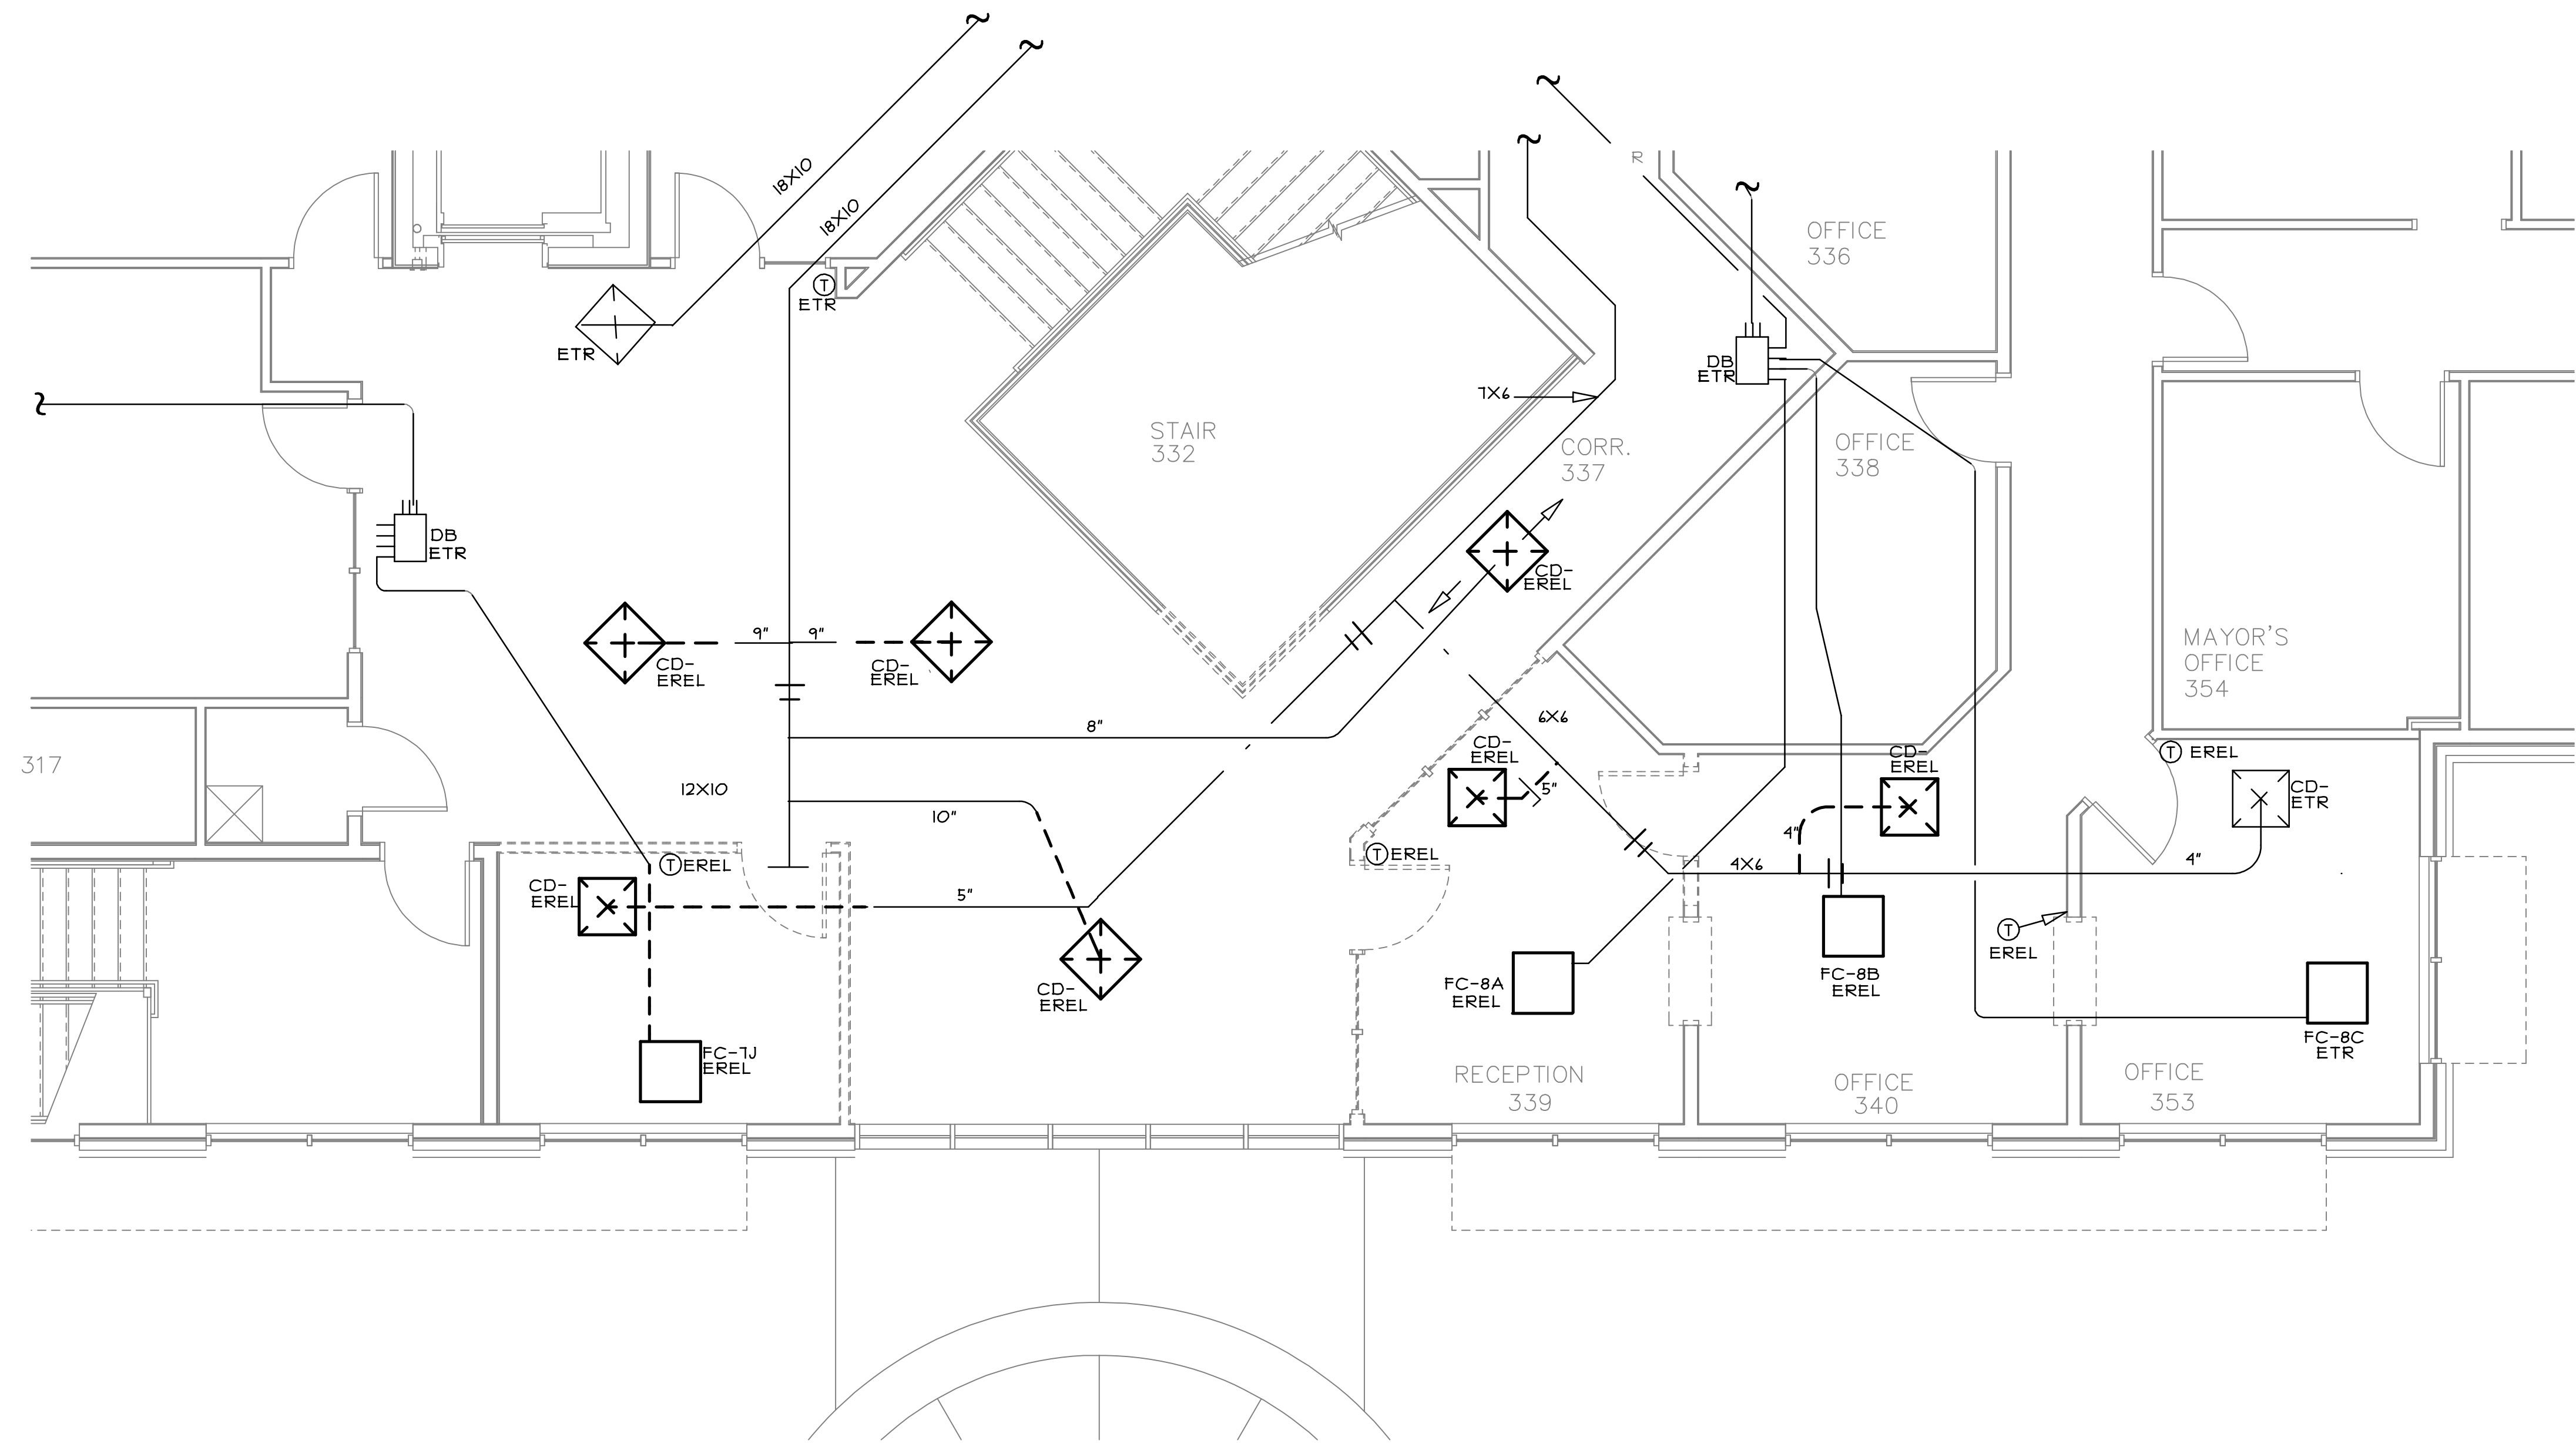 18X10
18X10
R
OFFICE
336
T
ETR
ETR
DB
ETR
7X6
STAIR
332
CORR.
337
OFFICE
338
DB
ETR
CD-
EREL
9"
9"
CD-
EREL
CD-
EREL
MAYOR'S
OFFICE
354
6X6
8"
CD-
EREL
CD-
EREL
T EREL
317
12X10
5"
CD-
ETR
10"
4"
T EREL
T EREL
4X6
4"
CD-
EREL
5"
T
EREL
CD-
EREL
FC-8A
EREL
FC-8B
EREL
FC-8C
ETR
FC-7J
EREL
RECEPTION
339
OFFICE
340
OFFICE
353